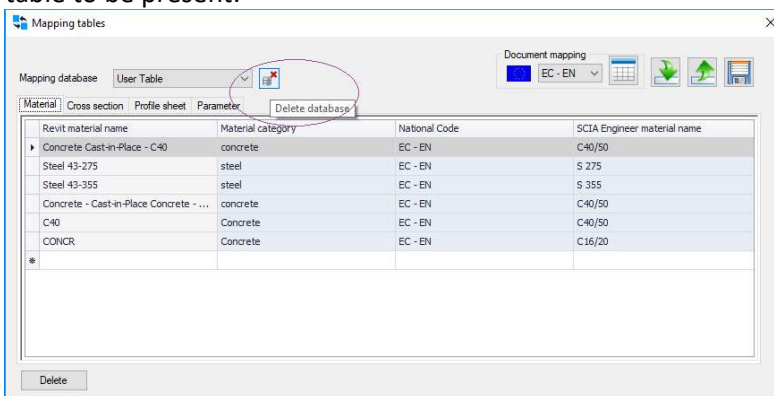 table to be present.
Mapping tables
Document mapping
Mapping database User Table EC - EN
Material Cross section Profile sheet Parameter Delete database
Revit material name Material category National Code SCIA Engineer material name
Concrete Cast-in-Place - C40 concrete EC - EN C40/50
Steel 43-275 steel EC - EN S 275
Steel 43-355 steel EC - EN S 355
Concrete - Cast-in-Place Concrete - ... concrete EC - EN C40/50
C40 Concrete EC - EN C40/50
CONCR Concrete EC - EN C16/20
Delete